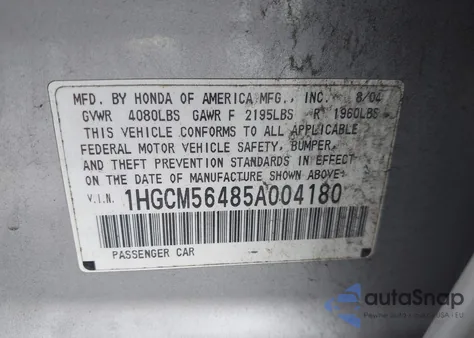 MFD. BY HONDA OF AMERICA MFG., INC. 8/04
GVWR 4080LBS GAWR F 2195LBS R 1960LBS
THIS VEHICLE CONFORMS TO ALL APPLICABLE
FEDERAL MOTOR VEHICLE SAFETY, BUMPER,
AND THEFT PREVENTION STANDARDS IN EFFECT
ON THE DATE OF MANUFACTURE SHOWN ABOVE.
V.I.N. 1HGCM56485A004180
PASSENGER CAR
autoSnap